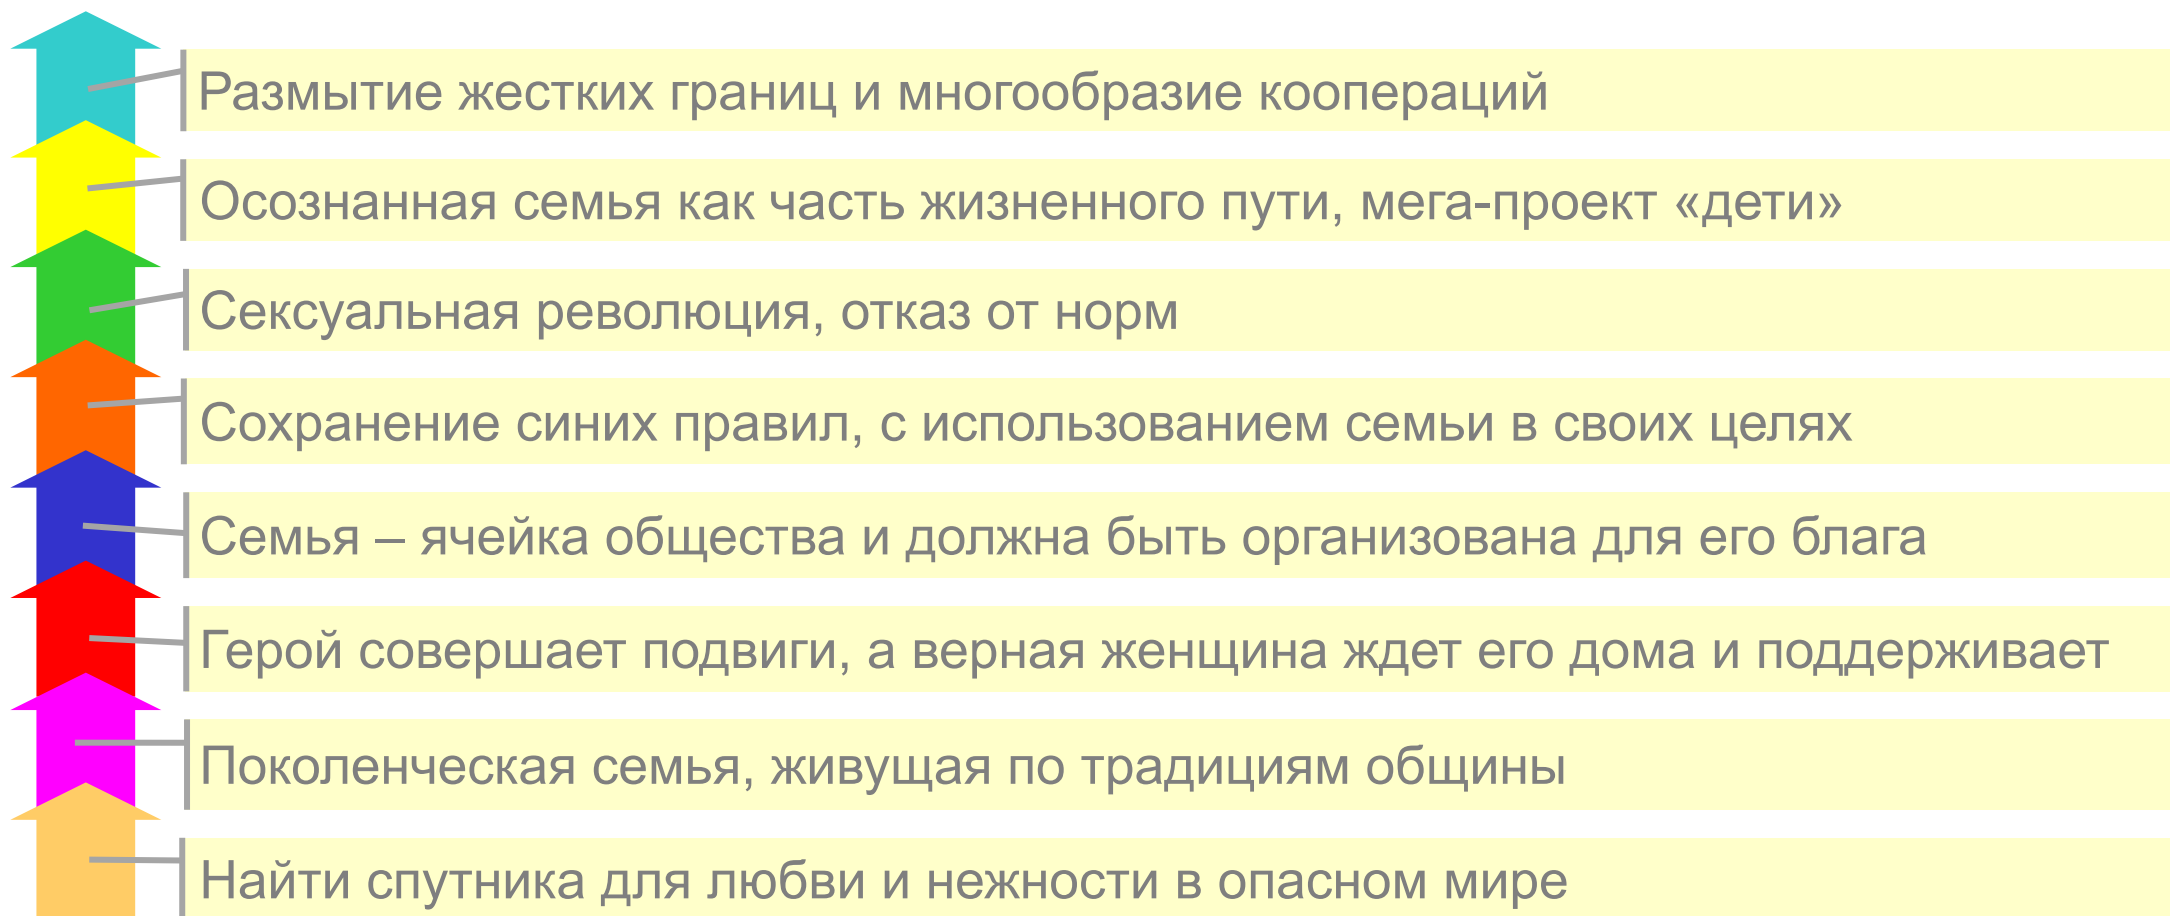 Размытие жестких границ и многообразие коопераций
Осознанная семья как часть жизненного пути, мега-проект «дети»
Сексуальная революция, отказ от норм
Сохранение синих правил, с использованием семьи в своих целях
Семья – ячейка общества и должна быть организована для его блага
Герой совершает подвиги, а верная женщина ждет его дома и поддерживает
Поколенческая семья, живущая по традициям общины
Найти спутника для любви и нежности в опасном мире